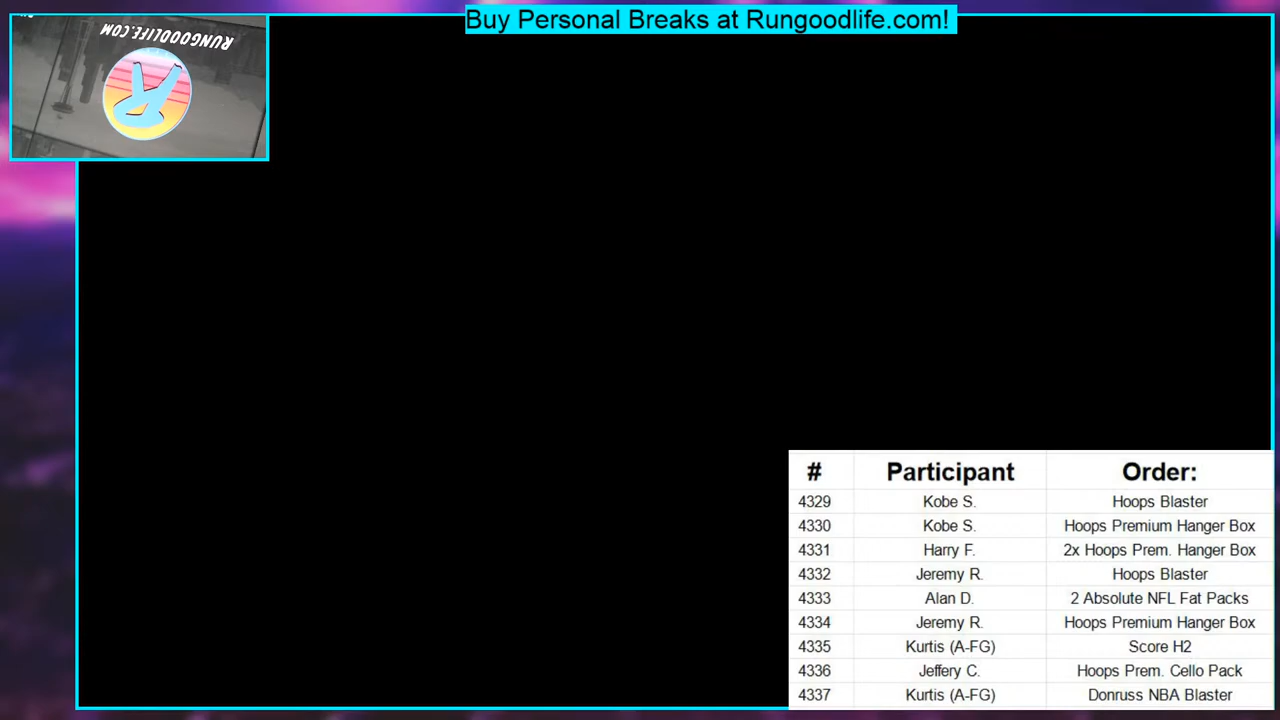 Buy Personal Breaks at Rungoodlife.com!
RUNGOOODLIFE.COM
# Participant Order:
4329 Kobe S. Hoops Blaster
4330 Kobe S. Hoops Premium Hanger Box
4331 Harry F. 2x Hoops Prem. Hanger Box
4332 Jeremy R. Hoops Blaster
4333 Alan D. 2 Absolute NFL Fat Packs
4334 Jeremy R. Hoops Premium Hanger Box
4335 Kurtis (A-FG) Score H2
4336 Jeffery C. Hoops Prem. Cello Pack
4337 Kurtis (A-FG) Donruss NBA Blaster